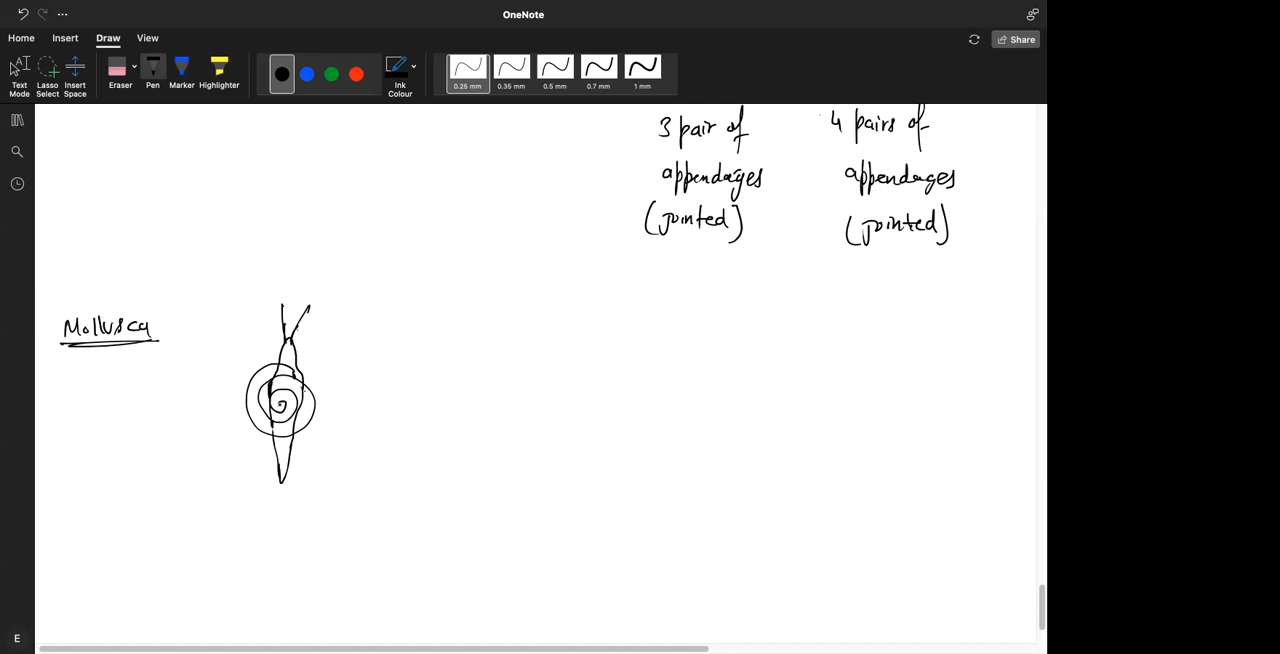 OneNote
Home Insert Draw View
Share
Text Mode
Lasso Select
Insert Space
Eraser
Pen
Marker
Highlighter
Ink Colour
0.25 mm
0.35 mm
0.5 mm
0.7 mm
1 mm
3 pair of
appendages
(jointed)
4 pairs of
appendages
(jointed)
Mollusca
E